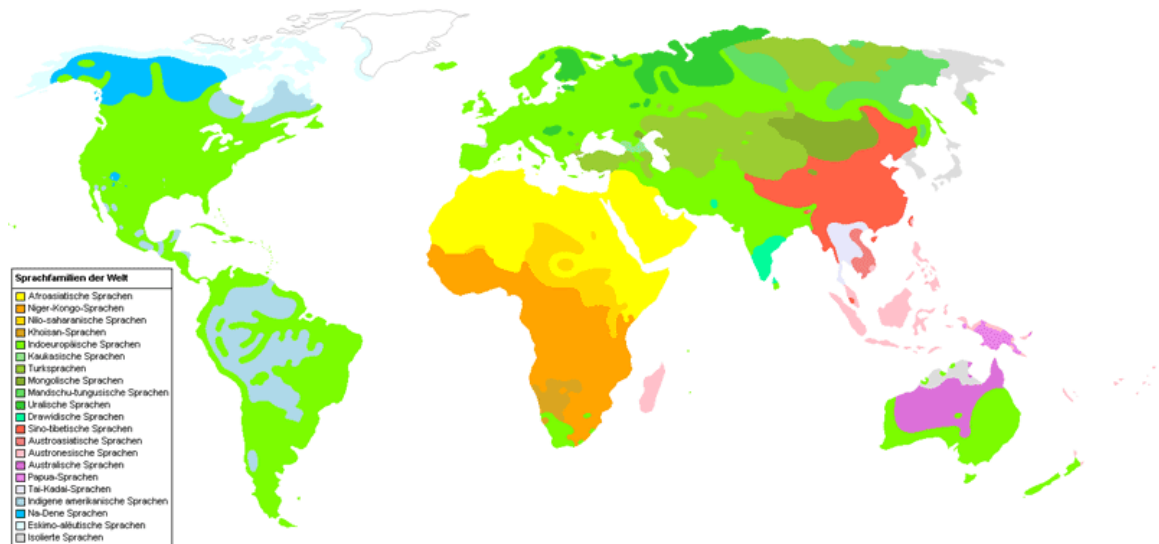 Sprachfamilien der Welt
Afroasiatische Sprachen
Niger-Kongo-Sprachen
Nilo-saharanische Sprachen
Khoisan-Sprachen
Indoeuropäische Sprachen
Kaukasische Sprachen
Turksprachen
Mongolische Sprachen
Mandschu-tungusische Sprachen
Uralische Sprachen
Drawidische Sprachen
Sino-tibetische Sprachen
Austroasiatische Sprachen
Austronesische Sprachen
Australische Sprachen
Papua-Sprachen
Tai-Kadai-Sprachen
Indigene amerikanische Sprachen
Na-Dene Sprachen
Eskimo-aleütische Sprachen
Isolierte Sprachen